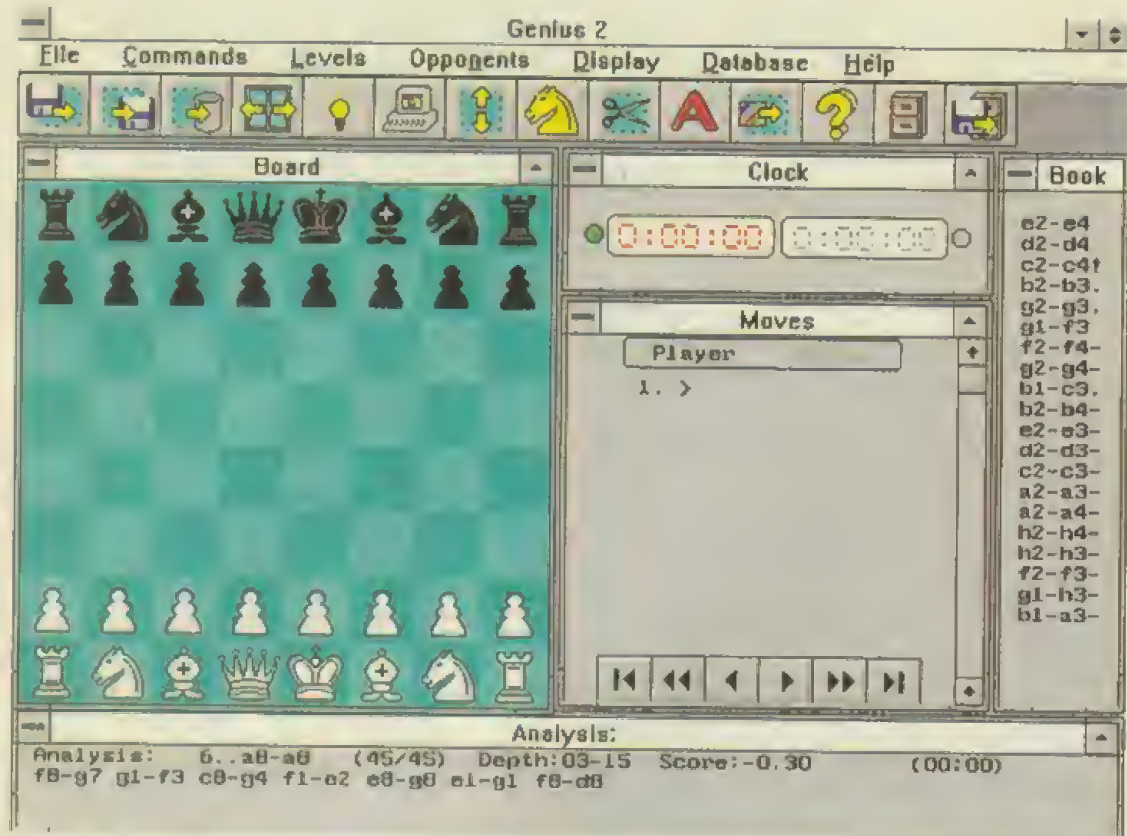 Genius 2
File Commands Levels Opponents Display Database Help
Board
Clock
Book
0:00:00 0:00:00
e2-e4
d2-d4
c2-c4†
b2-b3.
g2-g3.
g1-f3
f2-f4-
g2-g4-
b1-c3.
b2-b4-
e2-e3-
d2-d3-
c2-c3-
a2-a3-
a2-a4-
h2-h4-
h2-h3-
f2-f3-
g1-h3-
b1-a3-
Moves
Player
1. >
Analysis:
Analysis: 6..a8-a8 (45/45) Depth:03-15 Score:-0.30 (00:00)
f8-g7 g1-f3 c8-g4 f1-e2 e8-g8 e1-g1 f8-d8